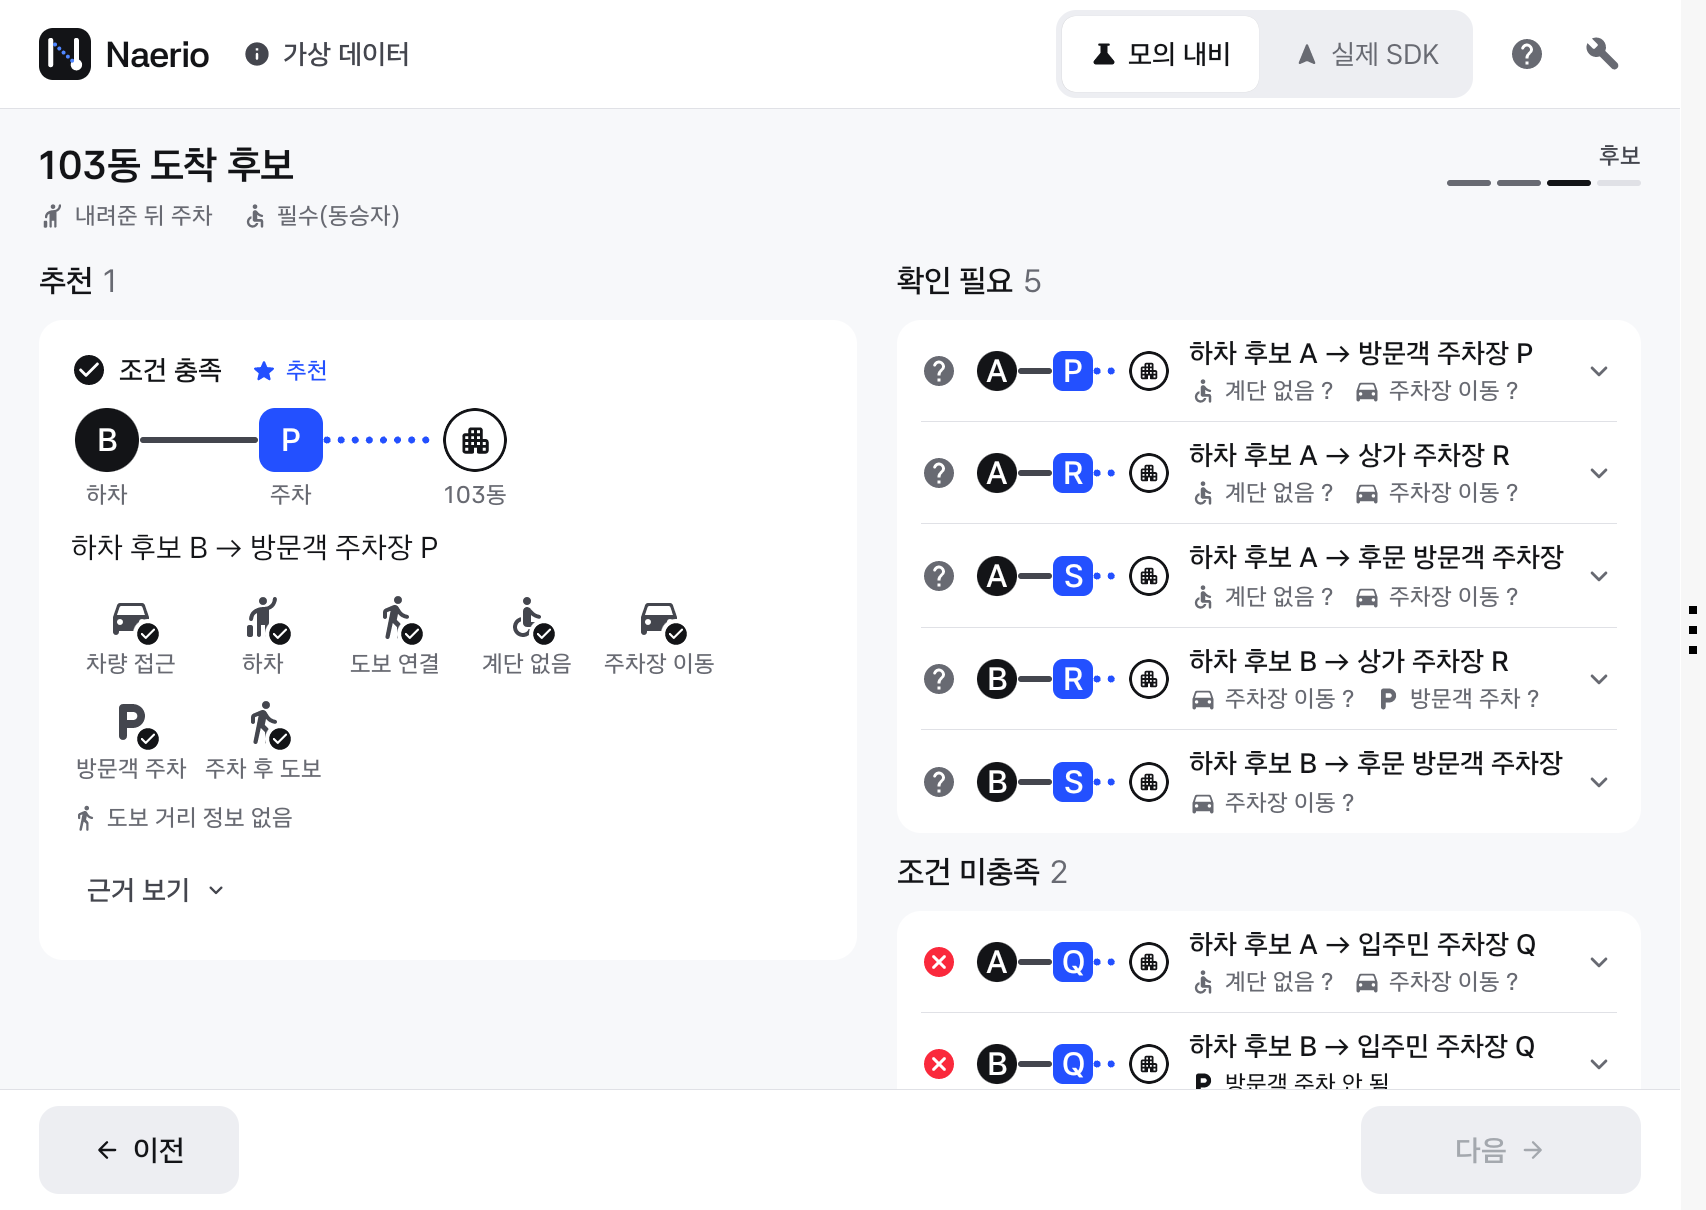 Naerio
가상 데이터
모의 내비
실제 SDK
103동 도착 후보
후보
내려준 뒤 주차
필수(동승자)
추천 1
조건 충족
추천
B
P
하차
주차
103동
하차 후보 B → 방문객 주차장 P
차량 접근
하차
도보 연결
계단 없음
주차장 이동
P
방문객 주차
주차 후 도보
도보 거리 정보 없음
근거 보기
확인 필요 5
A P 하차 후보 A → 방문객 주차장 P
계단 없음 ? 주차장 이동 ?
A R 하차 후보 A → 상가 주차장 R
계단 없음 ? 주차장 이동 ?
A S 하차 후보 A → 후문 방문객 주차장
계단 없음 ? 주차장 이동 ?
B R 하차 후보 B → 상가 주차장 R
주차장 이동 ? P 방문객 주차 ?
B S 하차 후보 B → 후문 방문객 주차장
주차장 이동 ?
조건 미충족 2
A Q 하차 후보 A → 입주민 주차장 Q
계단 없음 ? 주차장 이동 ?
B Q 하차 후보 B → 입주민 주차장 Q
P 방문객 주차 안 됨
← 이전
다음 →